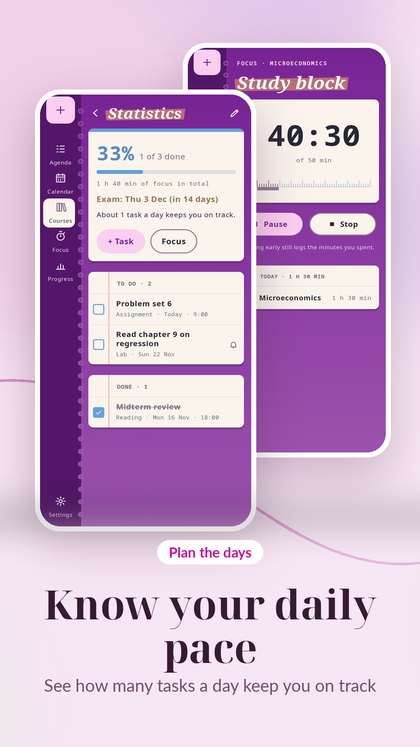 FOCUS · MICROECONOMICS
Study block
40:30
of 50 min
Pause
Stop
ng early still logs the minutes you spent.
TODAY · 1 H 30 MIN
Microeconomics 1 h 30 min
Statistics
Agenda
Calendar
Courses
Focus
Progress
Settings
33% 1 of 3 done
1 h 40 min of focus in total
Exam: Thu 3 Dec (in 14 days)
About 1 task a day keeps you on track.
+ Task
Focus
TO DO · 2
Problem set 6
Assignment · Today · 9:00
Read chapter 9 on
regression
Lab · Sun 22 Nov
DONE · 1
Midterm review
Reading · Mon 16 Nov · 18:00
Plan the days
Know your daily
pace
See how many tasks a day keep you on track